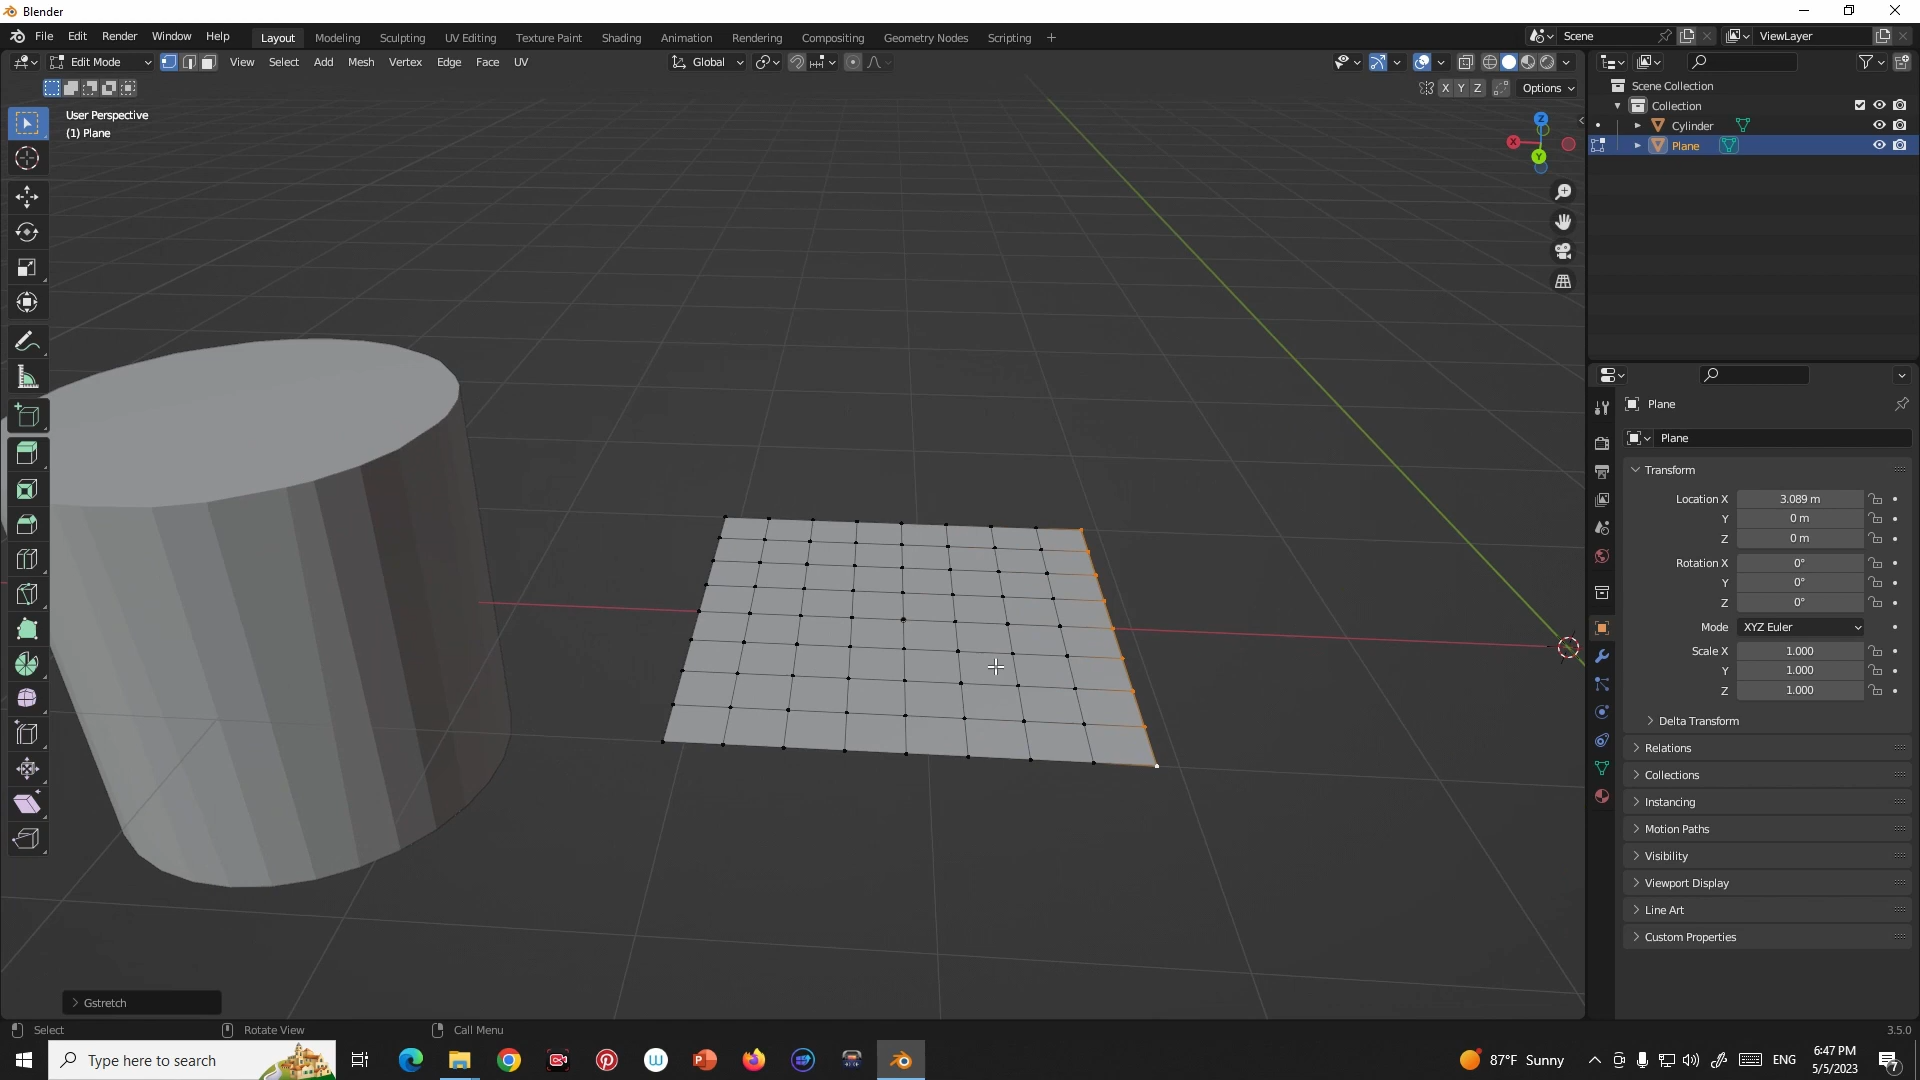 Blender
File Edit Render Window Help Layout Modeling Sculpting UV Editing Texture Paint Shading Animation Rendering Compositing Geometry Nodes Scripting + Scene ViewLayer
Edit Mode View Select Add Mesh Vertex Edge Face UV Global
X Y Z Options
User Perspective
(1) Plane
Z
X
Y
Scene Collection
Collection
Cylinder
Plane
Plane
Plane
Transform
Location X 3.089 m
Y 0 m
Z 0 m
Rotation X 0°
Y 0°
Z 0°
Mode XYZ Euler
Scale X 1.000
Y 1.000
Z 1.000
Delta Transform
Relations
Collections
Instancing
Motion Paths
Visibility
Viewport Display
Line Art
Custom Properties
Gstretch
Select Rotate View Call Menu 3.5.0
Type here to search
87°F Sunny
ENG
6:47 PM
5/5/2023
7